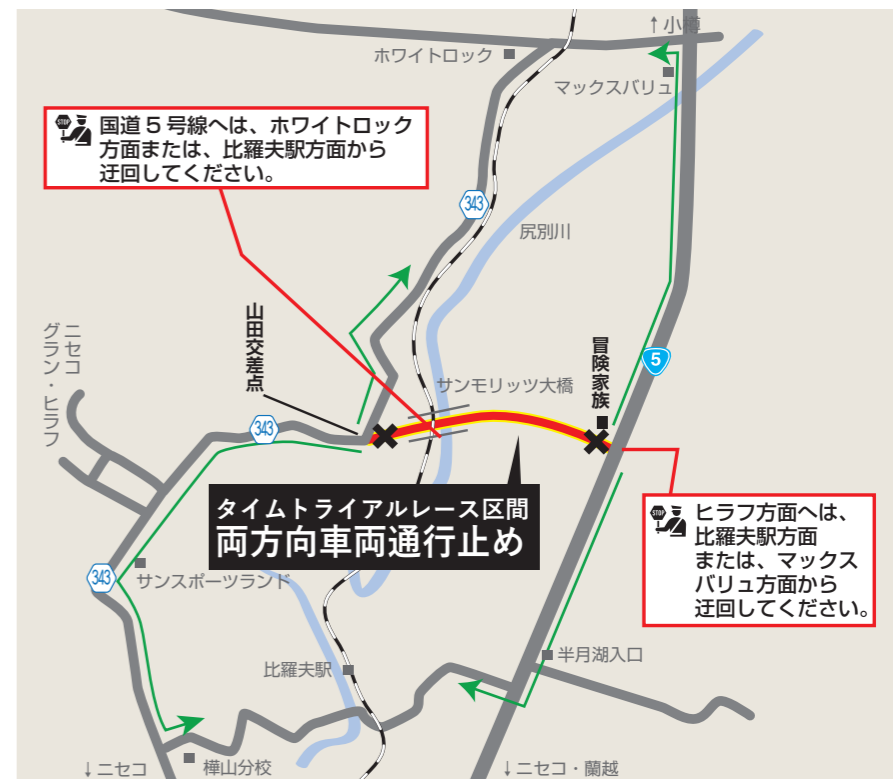 ↑小樽
ホワイトロック
マックスバリュ
STOP
国道5号線へは、ホワイトロック
方面または、比羅夫駅方面から
迂回してください。
343
尻別川
山田交差点
ニセコ
グラン・ヒラフ
サンモリッツ大橋
冒険家族
5
343
タイムトライアルレース区間
両方向車両通行止め
STOP
ヒラフ方面へは、
比羅夫駅方面
または、マックス
バリュ方面から
迂回してください。
343
サンスポーツランド
比羅夫駅
半月湖入口
↓ニセコ
樺山分校
↓ニセコ・蘭越